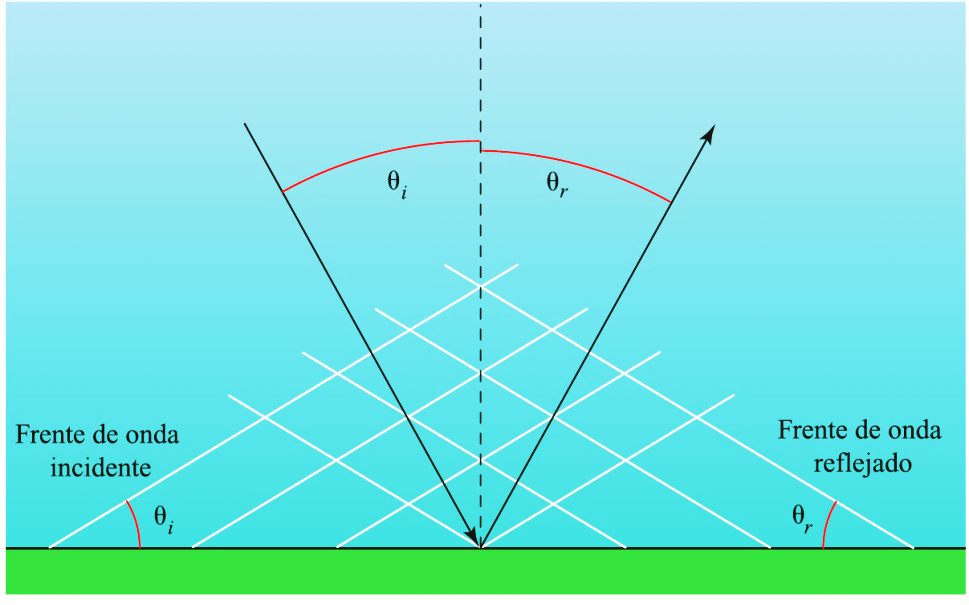 θi
θr
Frente de onda
incidente
θi
Frente de onda
reflejado
θr